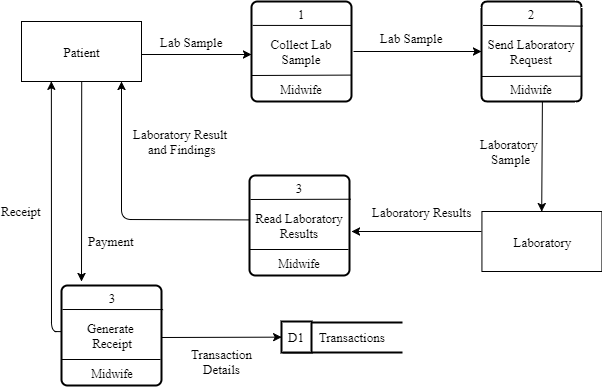 1
2
Patient
Lab Sample
Collect Lab
Sample
Lab Sample
Send Laboratory
Request
Midwife
Midwife
Laboratory Result
and Findings
Laboratory
Sample
3
Receipt
Payment
Read Laboratory
Results
Laboratory Results
Laboratory
Midwife
3
Generate
Receipt
Midwife
Transaction
Details
D1
Transactions